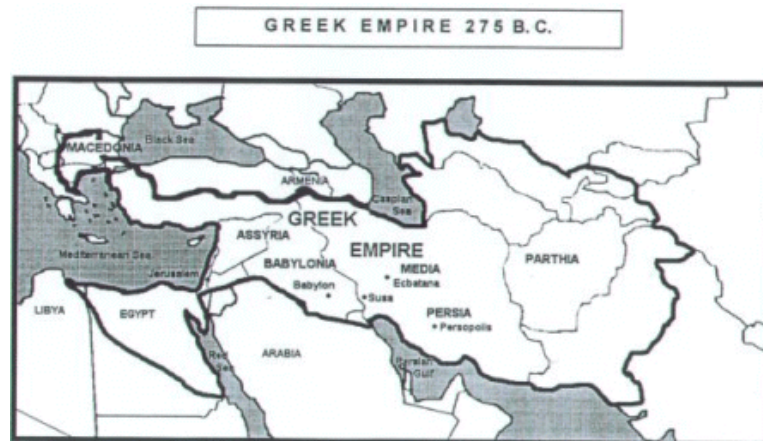 GREEK EMPIRE 275 B.C.
MACEDONIA
Black Sea
ARMENIA
Caspian
Sea
GREEK
EMPIRE
ASSYRIA
Mediterranean Sea
Jerusalem
BABYLONIA
Babylon
MEDIA
Ecbatana
Susa
PARTHIA
PERSIA
Persopolis
LIBYA
EGYPT
Red
Sea
ARABIA
Persian
Gulf